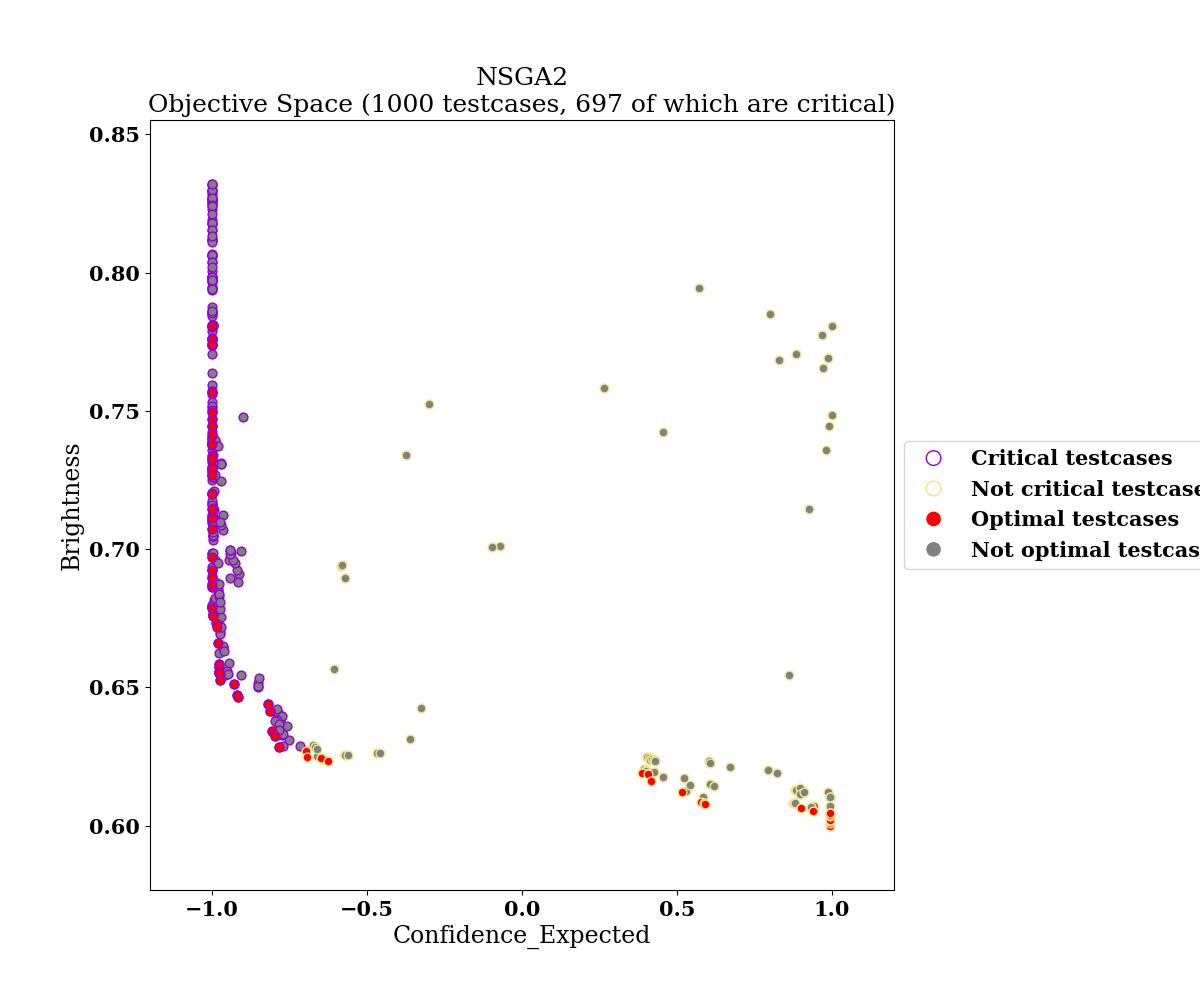 NSGA2
Objective Space (1000 testcases, 697 of which are critical)
0.85
0.80
0.75
0.70
0.65
0.60
Brightness
−1.0
−0.5
0.0
0.5
1.0
Confidence_Expected
Critical testcases
Not critical testcase
Optimal testcases
Not optimal testcas